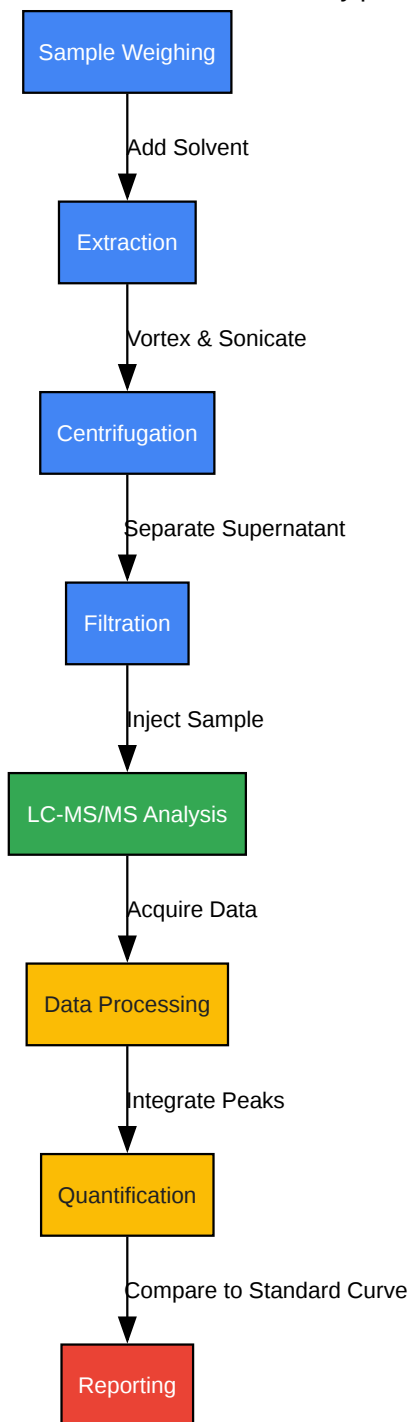 Sample Weighing
Add Solvent
Extraction
Vortex & Sonicate
Centrifugation
Separate Supernatant
Filtration
Inject Sample
LC-MS/MS Analysis
Acquire Data
Data Processing
Integrate Peaks
Quantification
Compare to Standard Curve
Reporting